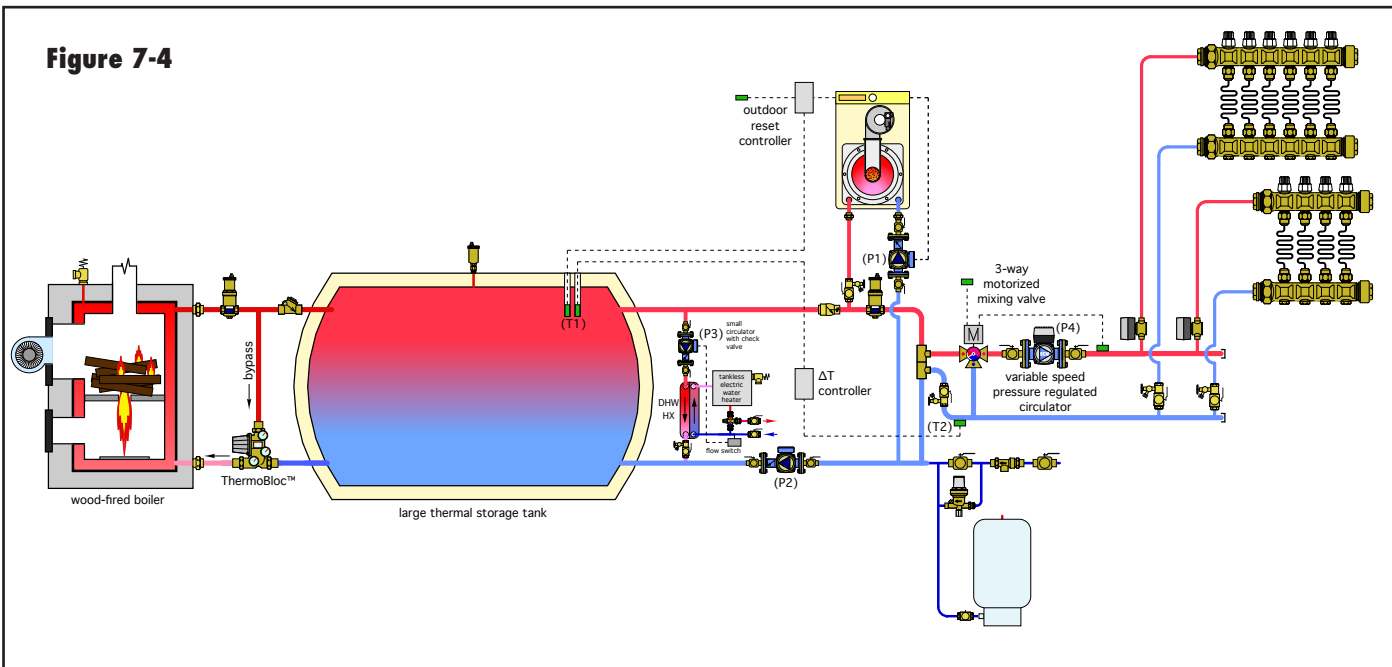 Figure 7-4
outdoor
reset
controller
(P1)
3-way
motorized
mixing valve
M
(P4)
variable speed
pressure regulated
circulator
(T1)
(P3)
small
circulator
with check
valve
bypass
tankless
electric
water
heater
DHW
HX
flow switch
ΔT
controller
(T2)
(P2)
ThermoBloc™
wood-fired boiler
large thermal storage tank